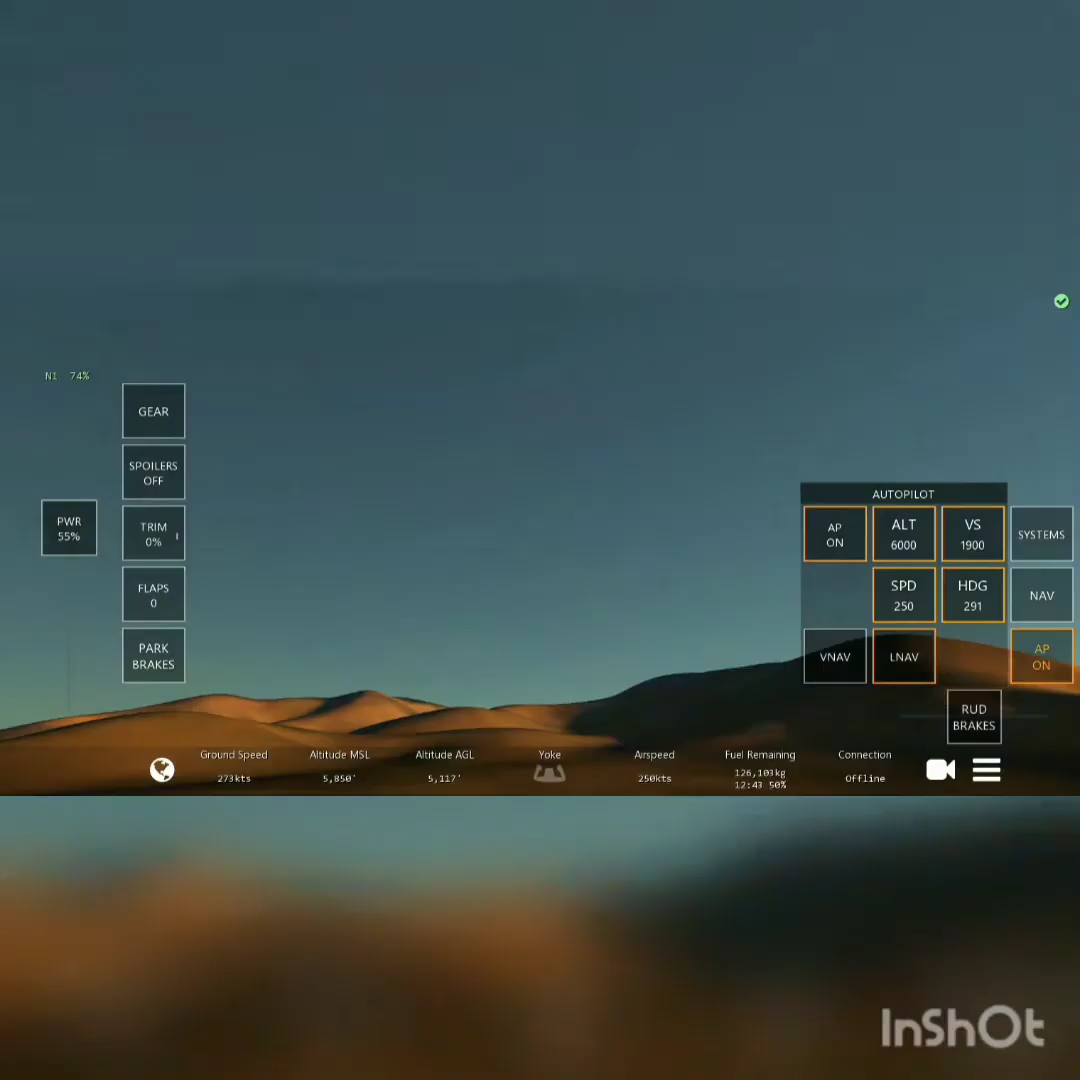 N1 74%
GEAR
SPOILERS
OFF
PWR
55%
TRIM
0%
FLAPS
0
PARK
BRAKES
AUTOPILOT
AP
ON
ALT
6000
VS
1900
SYSTEMS
SPD
250
HDG
291
NAV
VNAV
LNAV
AP
ON
RUD
BRAKES
Ground Speed
273kts
Altitude MSL
5,850'
Altitude AGL
5,117'
Yoke
Airspeed
250kts
Fuel Remaining
126,103kg
12:43 50%
Connection
Offline
InShOt